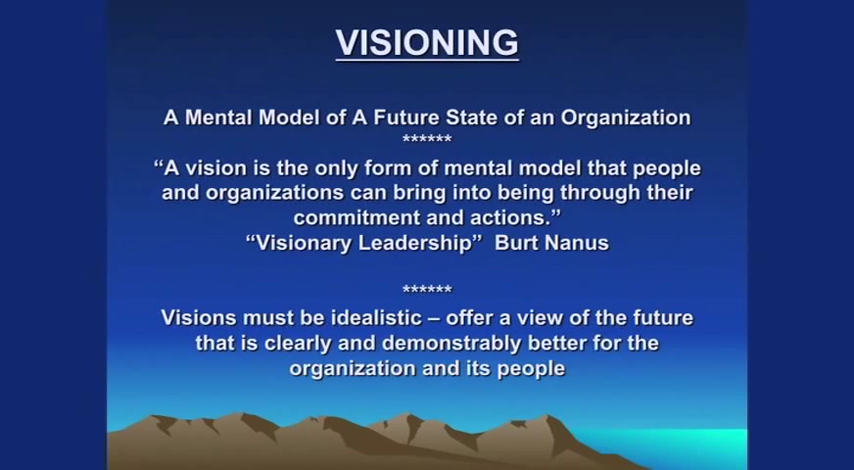 VISIONING
A Mental Model of A Future State of an Organization
******
“A vision is the only form of mental model that people
and organizations can bring into being through their
commitment and actions.”
“Visionary Leadership”  Burt Nanus
******
Visions must be idealistic – offer a view of the future
that is clearly and demonstrably better for the
organization and its people